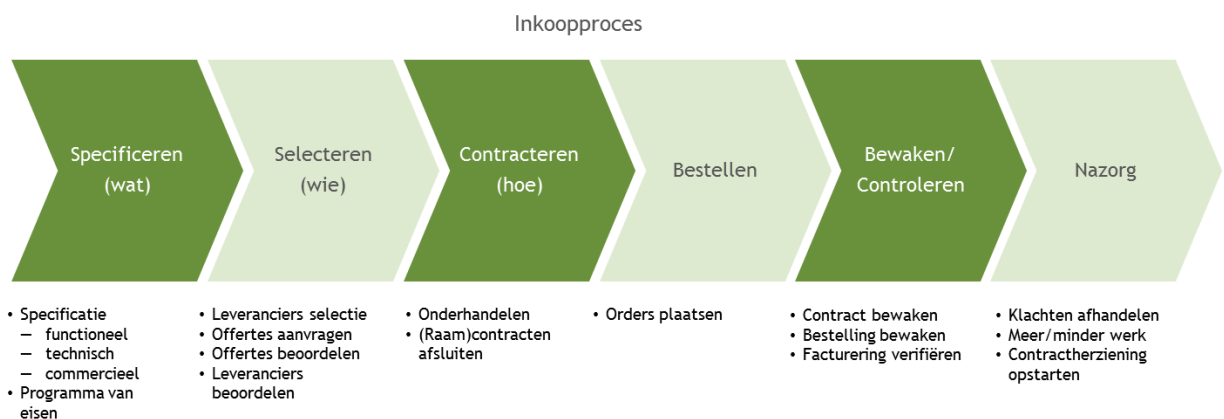 Inkoopproces
Specificeren
(wat)
Selecteren
(wie)
Contracteren
(hoe)
Bestellen
Bewaken/
Controleren
Nazorg
• Specificatie
— functioneel
— technisch
— commercieel
• Programma van
eisen
• Leveranciers selectie
• Offertes aanvragen
• Offertes beoordelen
• Leveranciers
beoordelen
• Onderhandelen
• (Raam)contracten
afsluiten
• Orders plaatsen
• Contract bewaken
• Bestelling bewaken
• Facturering verifiëren
• Klachten afhandelen
• Meer/minder werk
• Contractherziening
opstarten